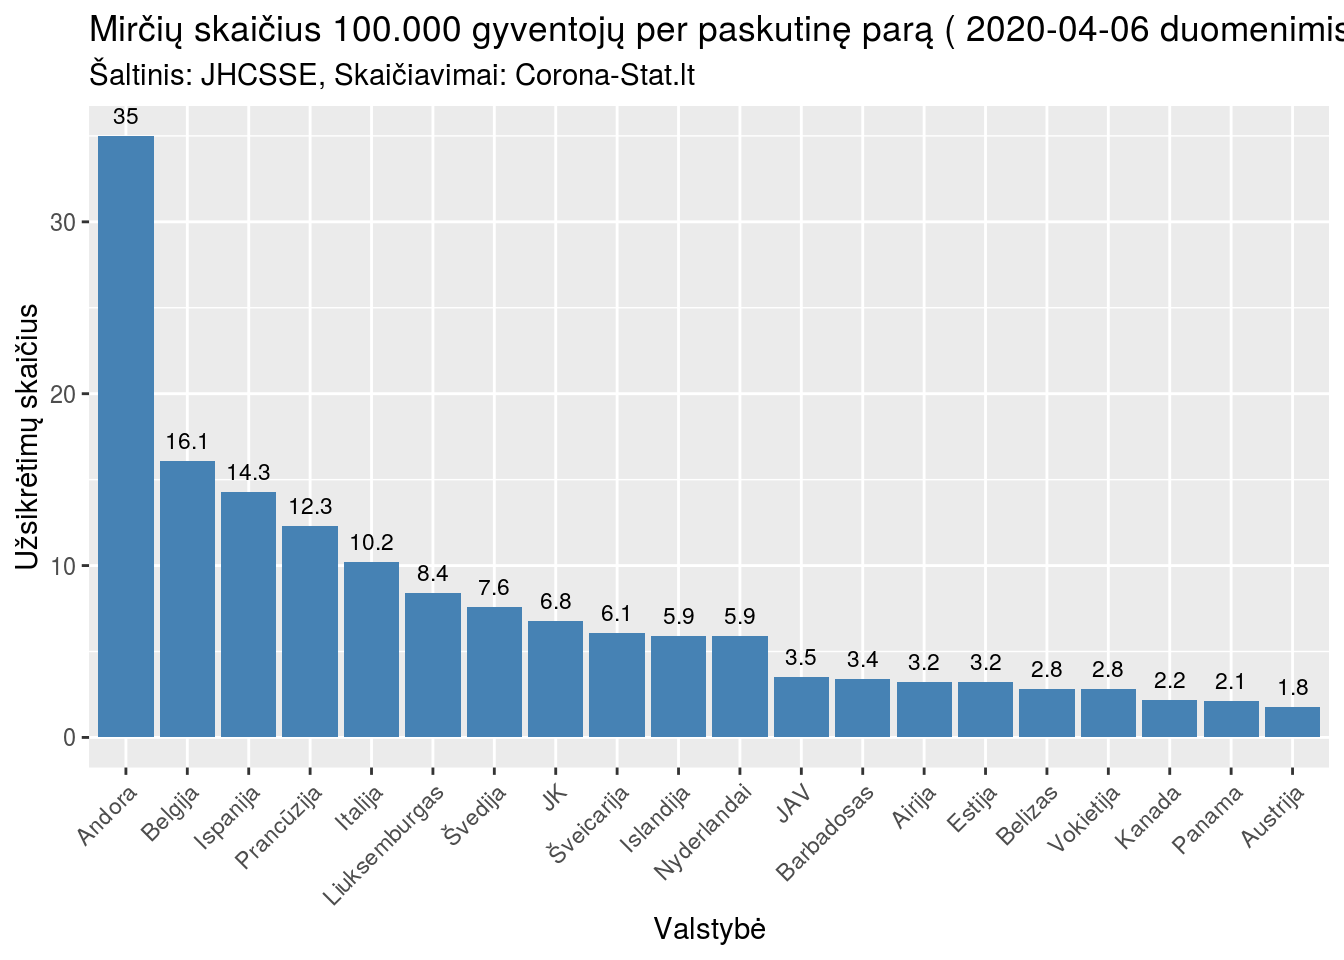 Mirčių skaičius 100.000 gyventojų per paskutinę parą ( 2020-04-06 duomenimis
Šaltinis: JHCSSE, Skaičiavimai: Corona-Stat.lt
Užsikrėtimų skaičius
30
20
10
0
35
16.1
14.3
12.3
10.2
8.4
7.6
6.8
6.1
5.9
5.9
3.5
3.4
3.2
3.2
2.8
2.8
2.2
2.1
1.8
Andora
Belgija
Ispanija
Prancūzija
Italija
Liuksemburgas
Švedija
JK
Šveicarija
Islandija
Nyderlandai
JAV
Barbadosas
Airija
Estija
Belizas
Vokietija
Kanada
Panama
Austrija
Valstybė